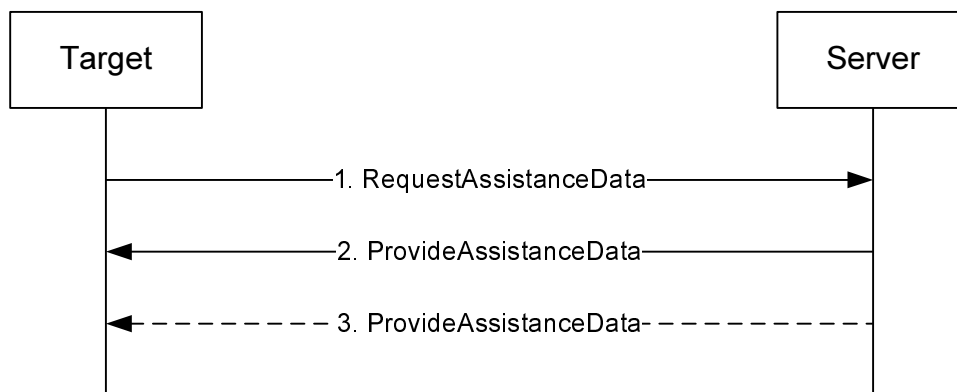 Target
Server
1. RequestAssistanceData
2. ProvideAssistanceData
3. ProvideAssistanceData